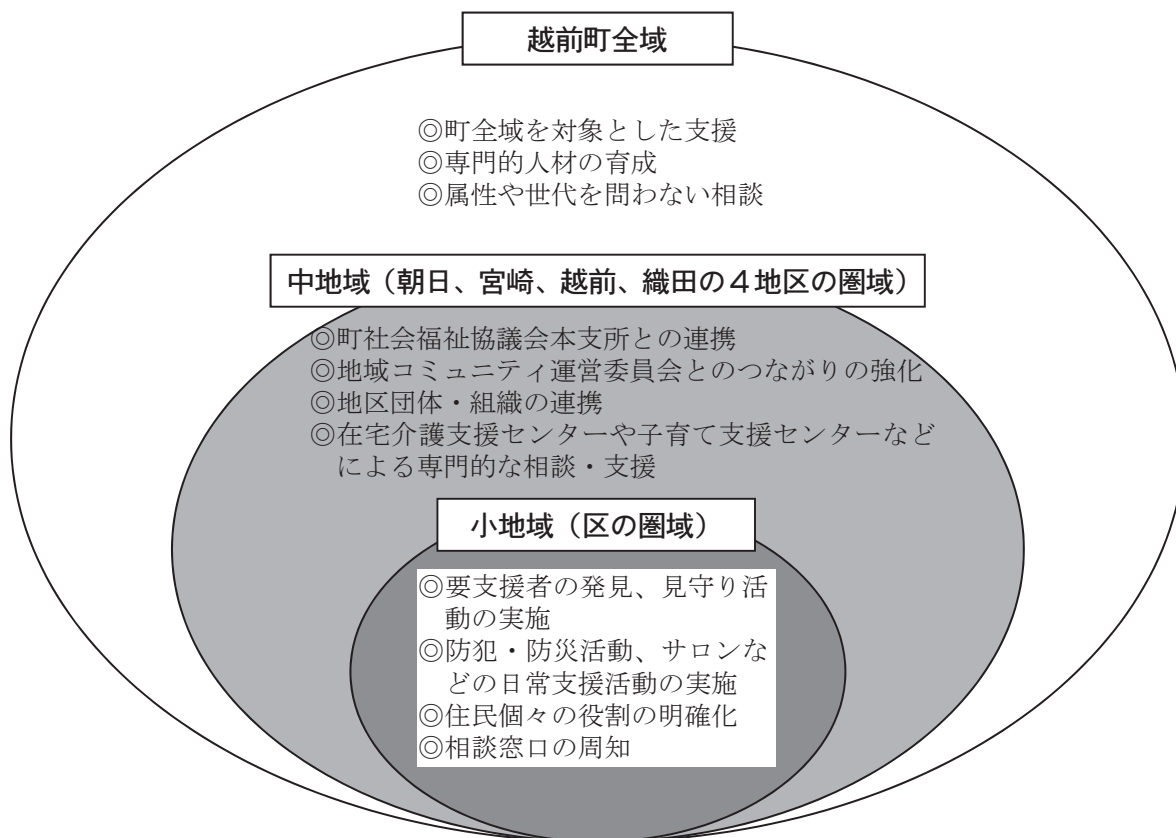 越前町全域
◎町全域を対象とした支援
◎専門的人材の育成
◎属性や世代を問わない相談
中地域（朝日、宮崎、越前、織田の４地区の圏域）
◎町社会福祉協議会本支所との連携
◎地域コミュニティ運営委員会とのつながりの強化
◎地区団体・組織の連携
◎在宅介護支援センターや子育て支援センターなど
による専門的な相談・支援
小地域（区の圏域）
◎要支援者の発見、見守り活
動の実施
◎防犯・防災活動、サロンな
どの日常支援活動の実施
◎住民個々の役割の明確化
◎相談窓口の周知